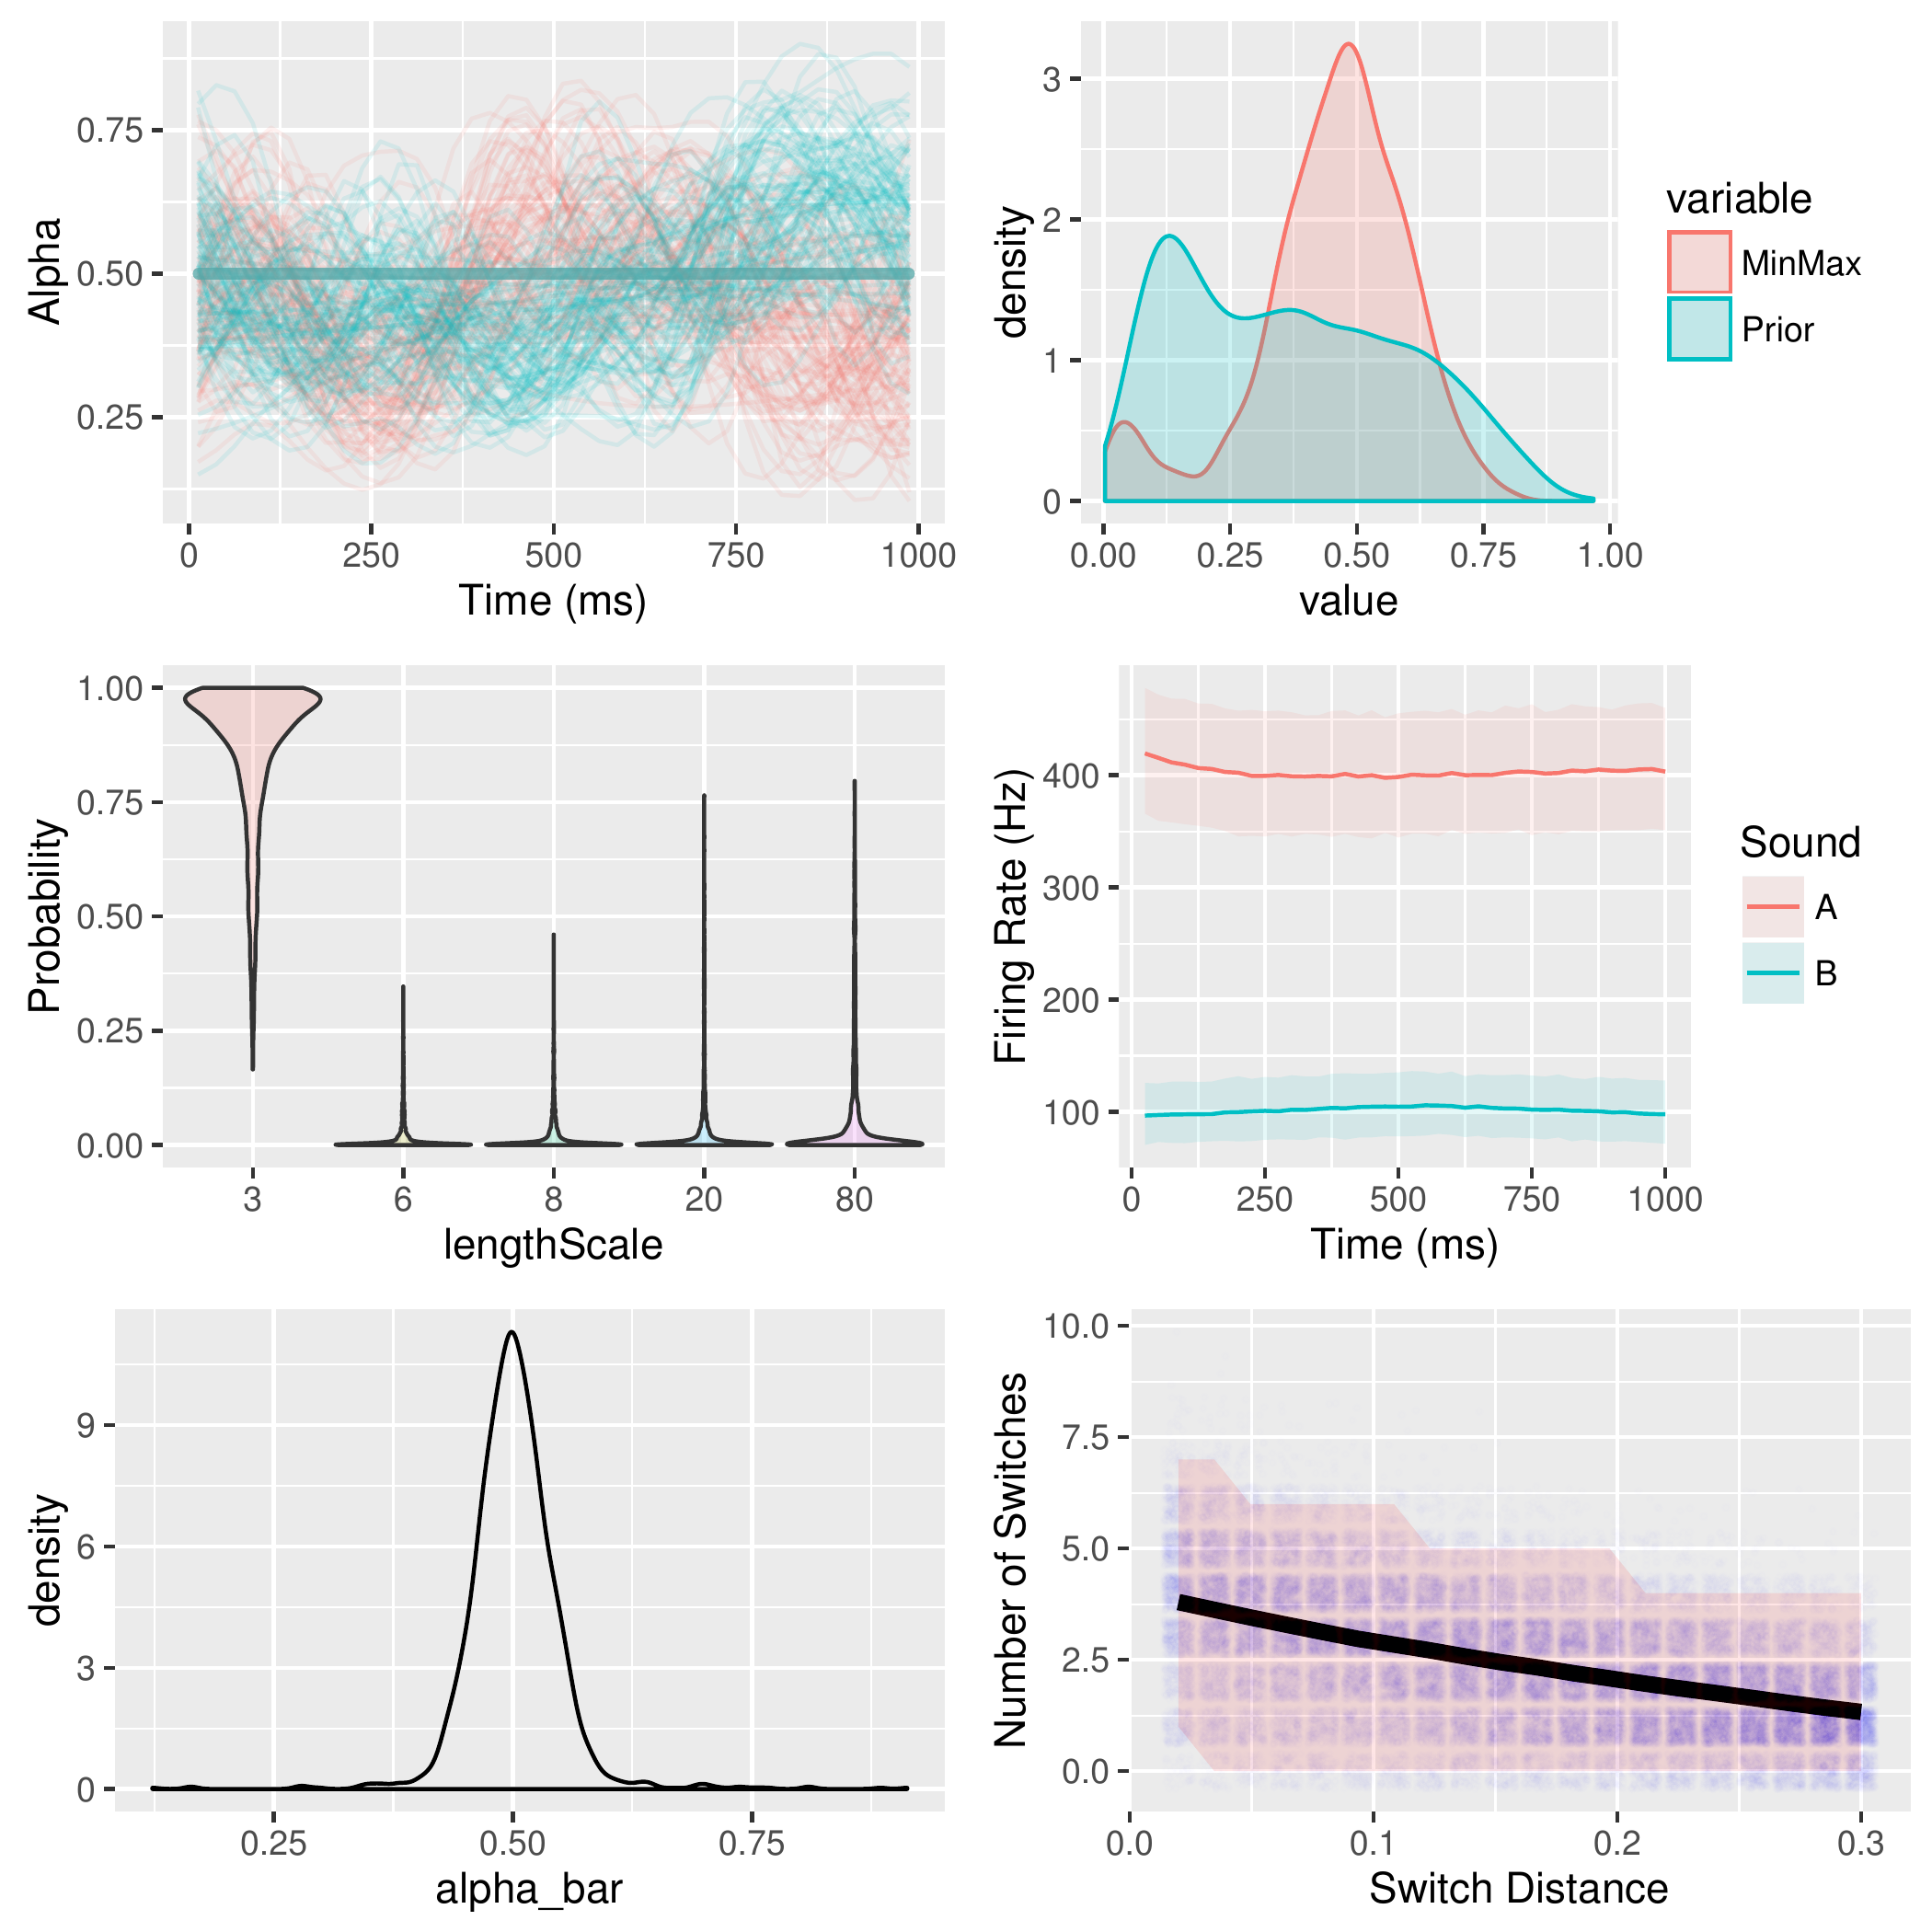 Alpha
0.75
0.50
0.25
0 250 500 750 1000
Time (ms)
density
3
2
1
0
0.00 0.25 0.50 0.75 1.00
value
variable
MinMax
Prior
Probability
1.00
0.75
0.50
0.25
0.00
3 6 8 20 80
lengthScale
Firing Rate (Hz)
400
300
200
100
0 250 500 750 1000
Time (ms)
Sound
A
B
density
9
6
3
0
0.25 0.50 0.75
alpha_bar
Number of Switches
10.0
7.5
5.0
2.5
0.0
0.0 0.1 0.2 0.3
Switch Distance